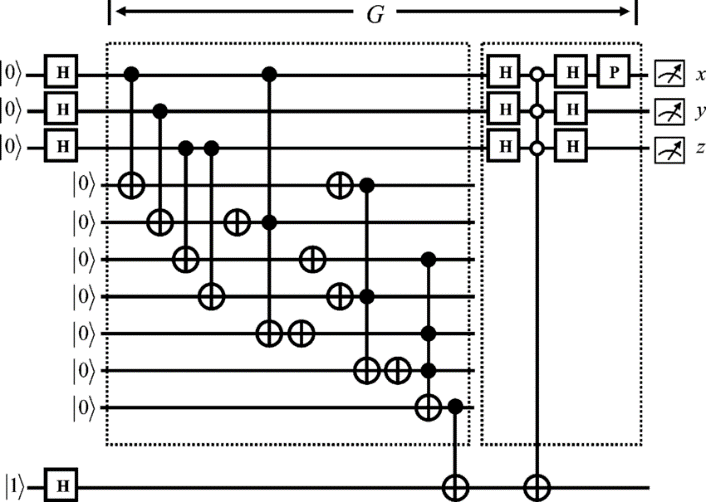 G
|0⟩ H H H P x
|0⟩ H H H y
|0⟩ H H H z
|0⟩
|0⟩
|0⟩
|0⟩
|0⟩
|0⟩
|0⟩
|1⟩ H